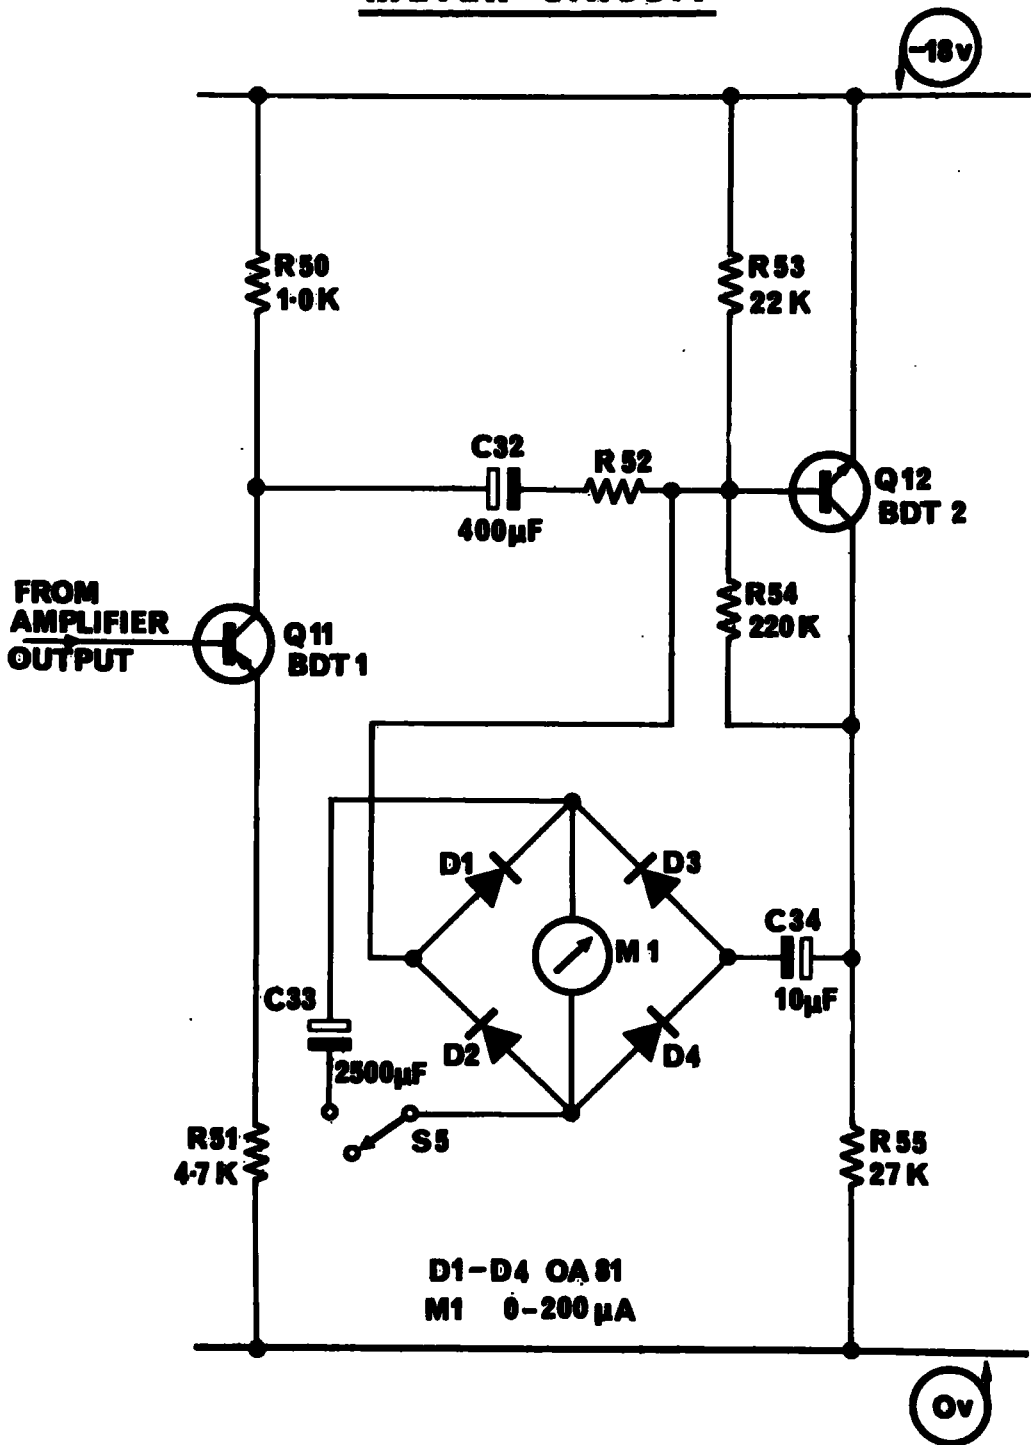 -18v
R50
1·0K
R53
22K
C32
400µF
R52
Q12
BDT 2
R54
220K
FROM
AMPLIFIER
OUTPUT
Q11
BDT1
D1
D3
M1
C34
10µF
C33
2500µF
D2
D4
S5
R51
4·7K
R55
27K
D1-D4 OA81
M1 0-200µA
0v